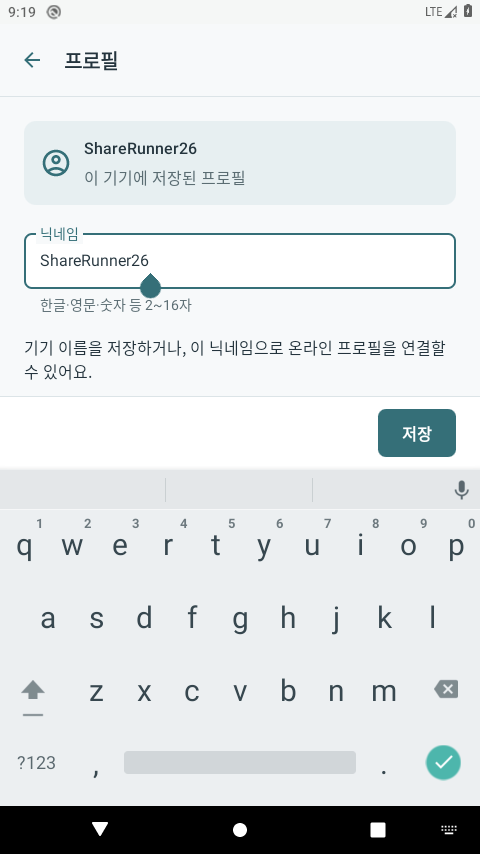 9:19
LTE
프로필
ShareRunner26
이 기기에 저장된 프로필
닉네임
ShareRunner26
한글·영문·숫자 등 2~16자
기기 이름을 저장하거나, 이 닉네임으로 온라인 프로필을 연결할
수 있어요.
저장
1 2 3 4 5 6 7 8 9 0
q w e r t y u i o p
a s d f g h j k l
z x c v b n m
?123 , .